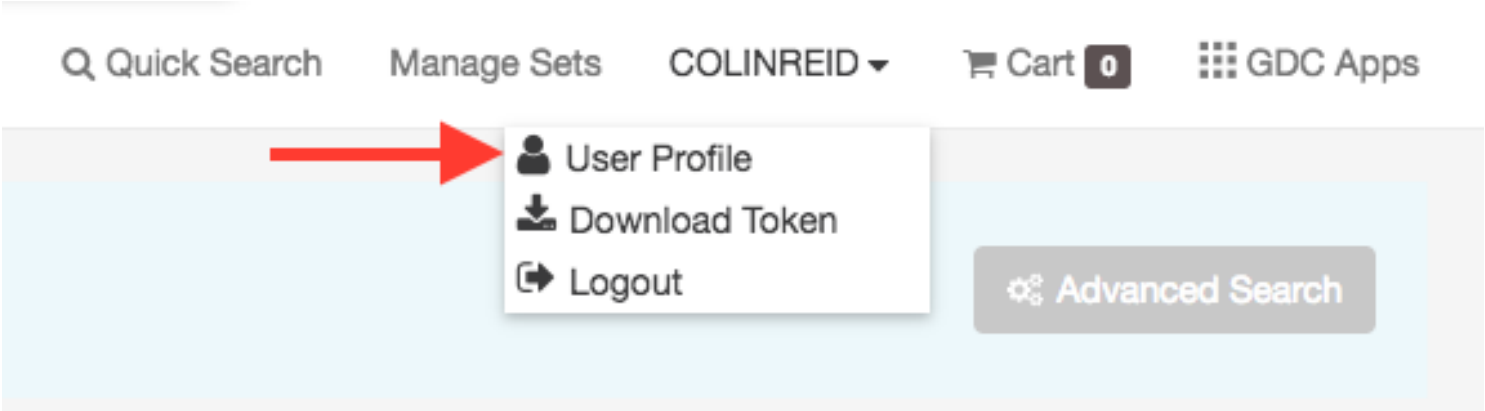 Quick Search Manage Sets COLINREID Cart 0 GDC Apps
User Profile
Download Token
Logout
Advanced Search